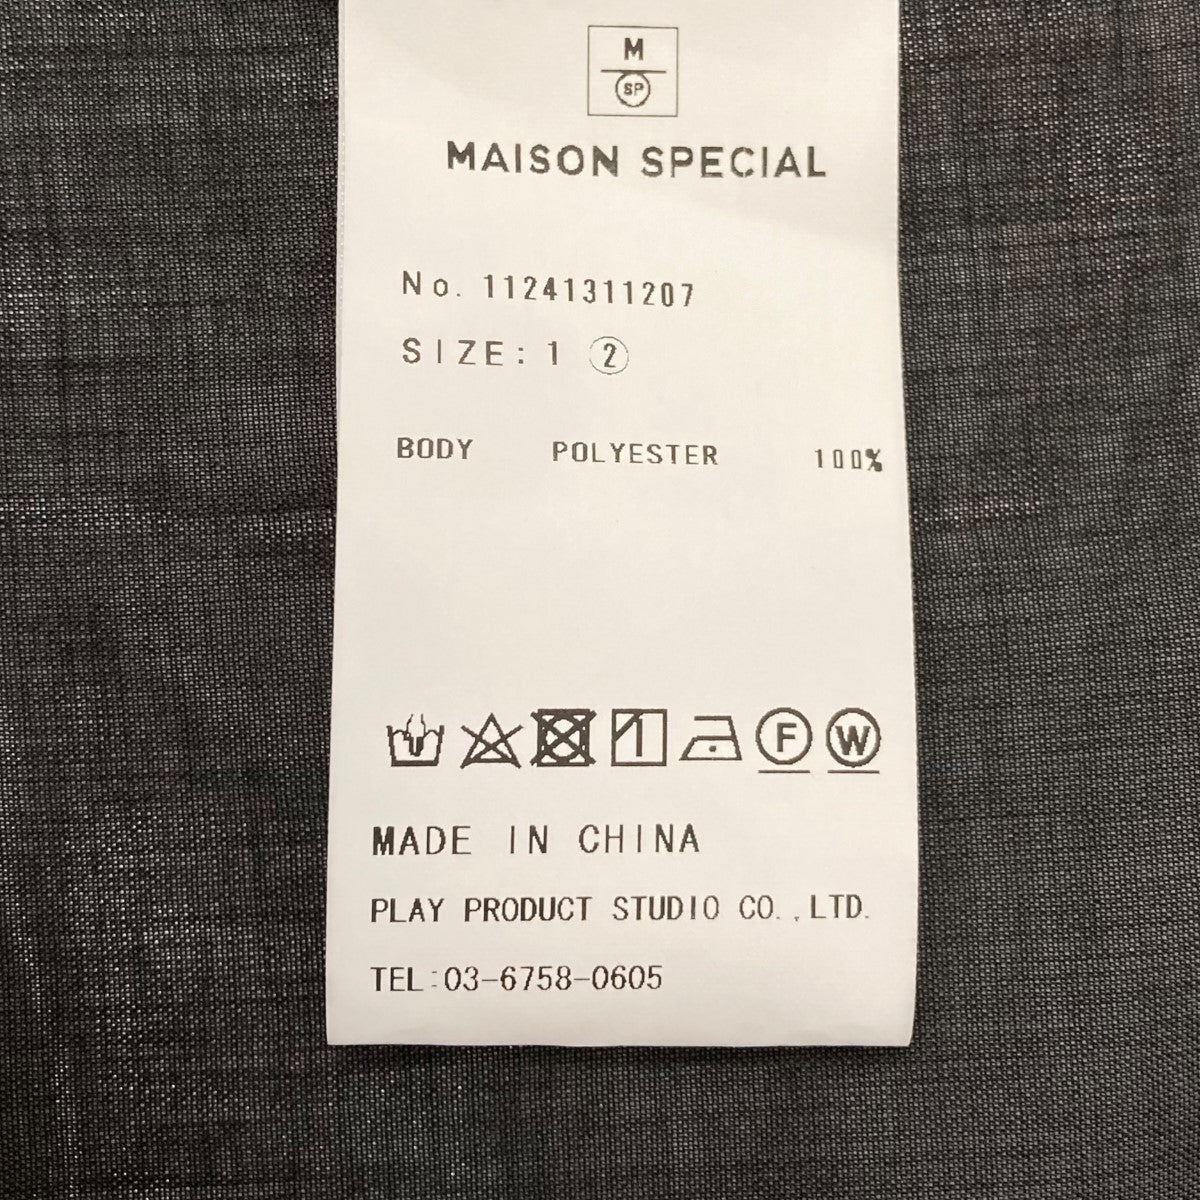 M
SP
MAISON SPECIAL
No. 11241311207
SIZE: 1 ②
BODY POLYESTER 100%
F W
MADE IN CHINA
PLAY PRODUCT STUDIO CO.,LTD.
TEL:03-6758-0605